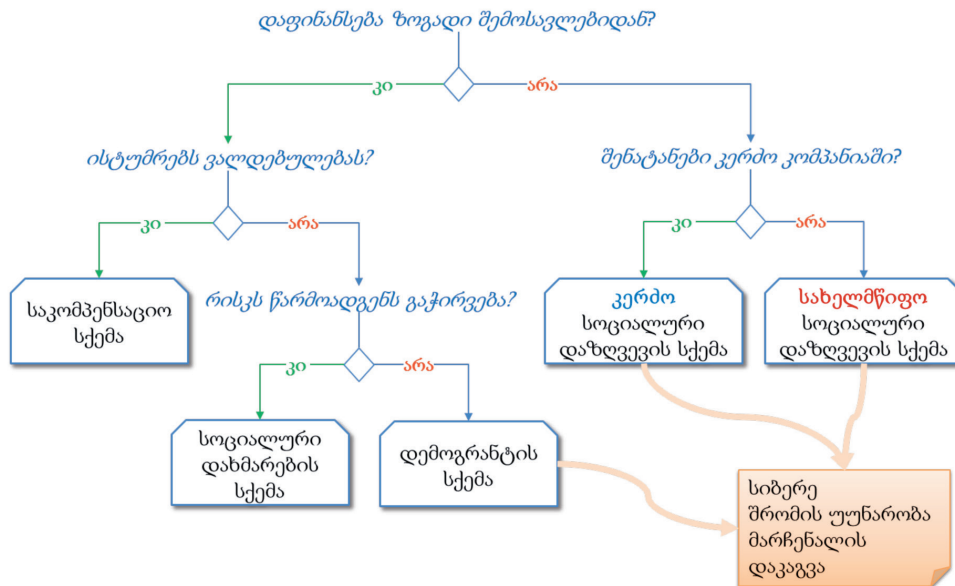 დაფინანსება ზოგადი შემოსავლებიდან?
კი
არა
ისტუმრებს ვალდებულებას?
შენატანები კერძო კომპანიაში?
კი
არა
კი
არა
საკომპენსაციო
სქემა
რისკს წარმოადგენს გაჭირვება?
კერძო
სოციალური
დაზღვევის სქემა
სახელმწიფო
სოციალური
დაზღვევის სქემა
კი
არა
სოციალური
დახმარების
სქემა
დემოგრანტის
სქემა
სიბერე
შრომის უუნარობა
მარჩენალის
დაკაგვა